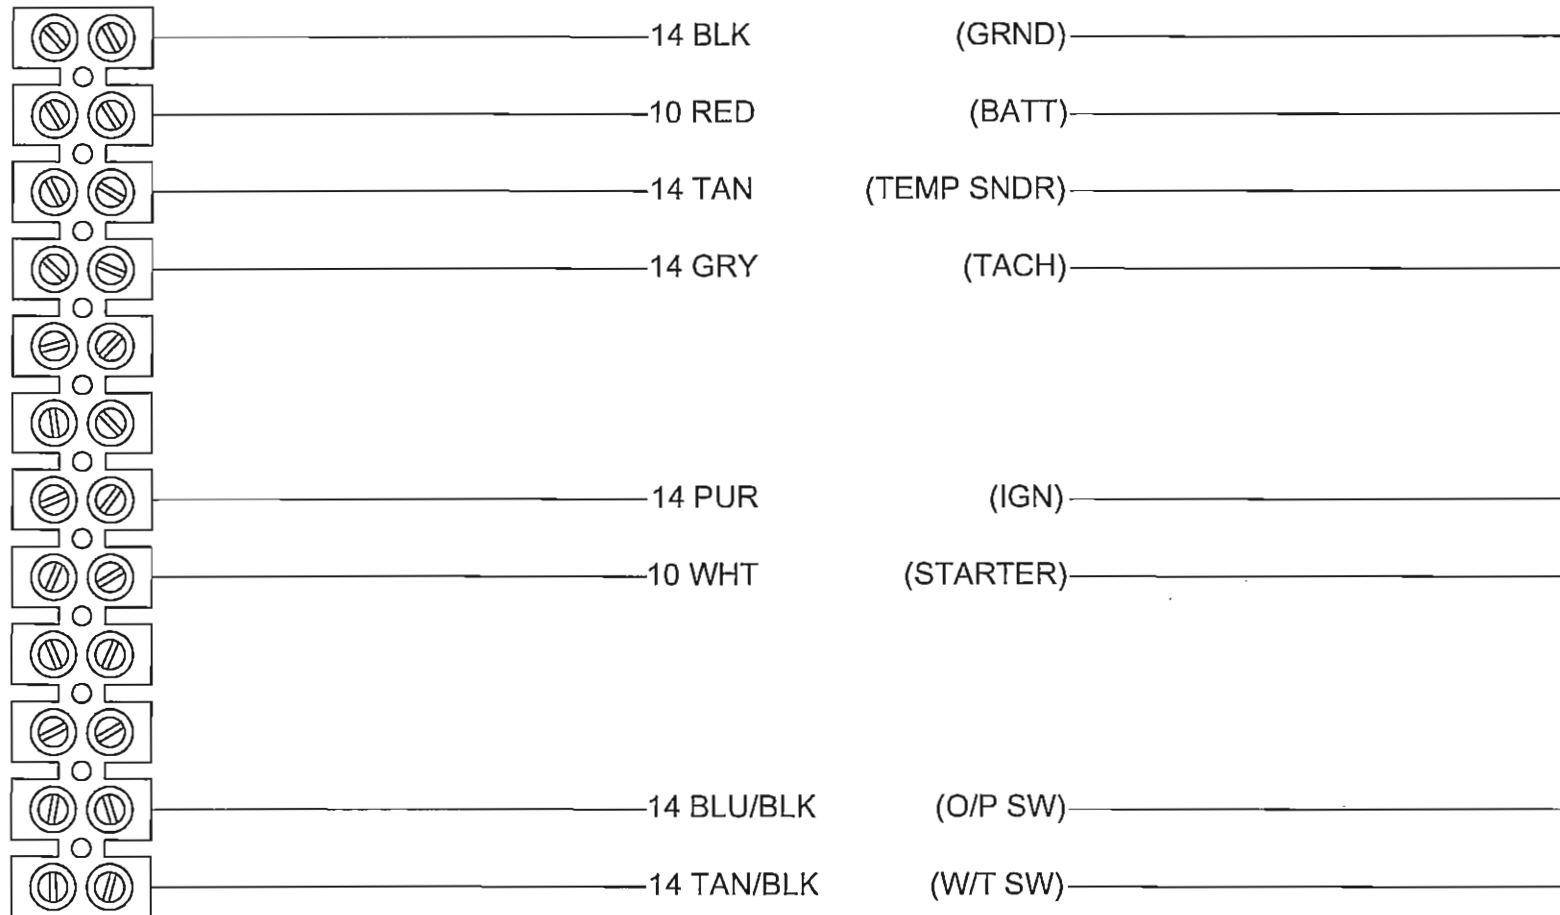 14 BLK (GRND)
10 RED (BATT)
14 TAN (TEMP SNDR)
14 GRY (TACH)
14 PUR (IGN)
10 WHT (STARTER)
14 BLU/BLK (O/P SW)
14 TAN/BLK (W/T SW)